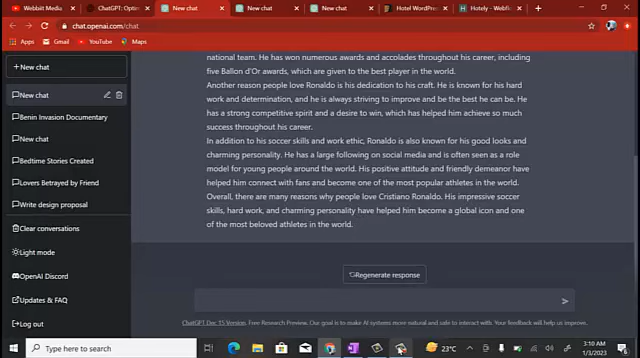 Webbit Media
ChatGPT: Optim
New chat
New chat
New chat
Hotel WordPre
Hotely - Webfl
chat.openai.com/chat
Apps
Gmail
YouTube
Maps
+ New chat
New chat
Benin Invasion Documentary
New chat
Bedtime Stories Created
Lovers Betrayed by Friend
Write design proposal
Clear conversations
Light mode
OpenAI Discord
Updates & FAQ
Log out
national team. He has won numerous awards and accolades throughout his career, including
five Ballon d'Or awards, which are given to the best player in the world.
Another reason people love Ronaldo is his dedication to his craft. He is known for his hard
work and determination, and he is always striving to improve and be the best he can be. He
has a strong competitive spirit and a desire to win, which has helped him achieve so much
success throughout his career.
In addition to his soccer skills and work ethic, Ronaldo is also known for his good looks and
charming personality. He has a large following on social media and is often seen as a role
model for young people around the world. His positive attitude and friendly demeanor have
helped him connect with fans and become one of the most popular athletes in the world.
Overall, there are many reasons why people love Cristiano Ronaldo. His impressive soccer
skills, hard work, and charming personality have helped him become a global icon and one
of the most beloved athletes in the world.
Regenerate response
ChatGPT Dec 15 Version. Free Research Preview. Our goal is to make AI systems more natural and safe to interact with. Your feedback will help us improve.
Type here to search
23°C
3:10 AM
1/3/2023